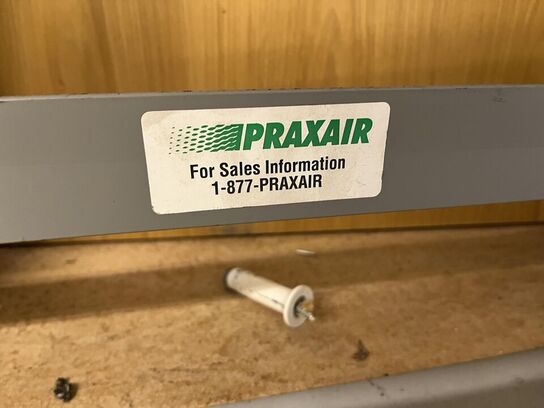 PRAXAIR
For Sales Information
1-877-PRAXAIR